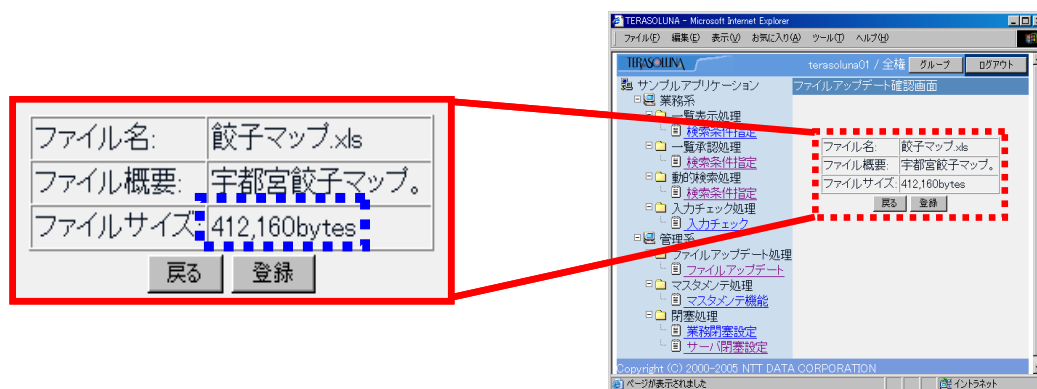 ファイル名: 餃子マップ.xls
ファイル概要: 宇都宮餃子マップ。
ファイルサイズ: 412,160bytes
戻る 登録
TERASOLUNA - Microsoft Internet Explorer
ファイル(F) 編集(E) 表示(V) お気に入り(A) ツール(T) ヘルプ(H)
TERASOLUNA
terasoluna01 / 全権 グループ ログアウト
サンプルアプリケーション
ファイルアップデート確認画面
業務系
一覧表示処理
検索条件指定
一覧承認処理
検索条件指定
動的検索処理
検索条件指定
入力チェック処理
入力チェック
管理系
ファイルアップデート処理
ファイルアップデート
マスタメンテ処理
マスタメンテ機能
閉塞処理
業務閉塞設定
サーバ閉塞設定
ファイル名: 餃子マップ.xls
ファイル概要: 宇都宮餃子マップ。
ファイルサイズ: 412,160bytes
戻る 登録
Copyright (C) 2000-2005 NTT DATA CORPORATION
ページが表示されました
イントラネット